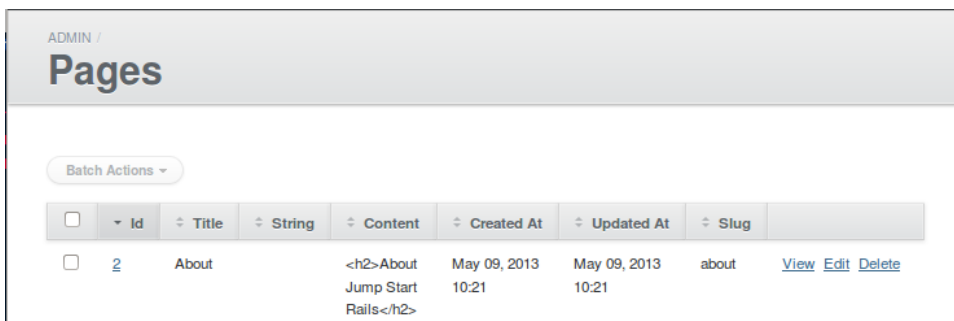 ADMIN /
Pages
Batch Actions
Id Title String Content Created At Updated At Slug
2 About <h2>About May 09, 2013 May 09, 2013 about View Edit Delete
Jump Start 10:21 10:21
Rails</h2>